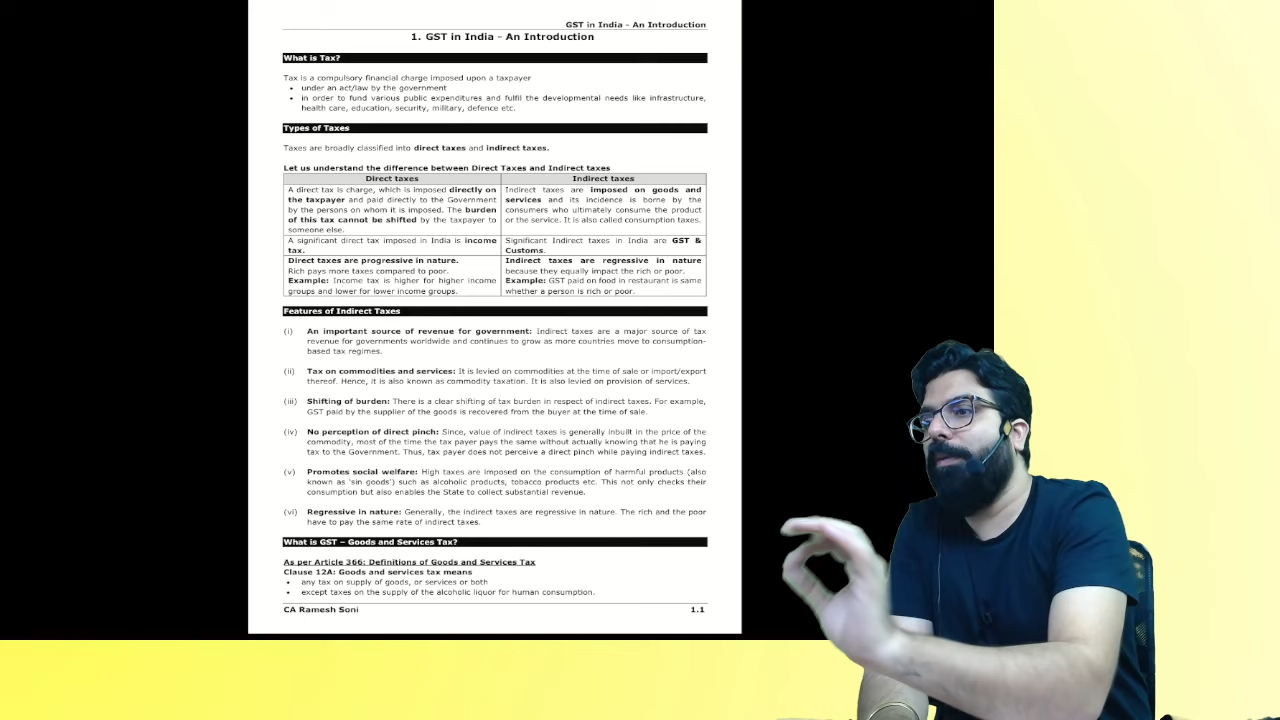 GST in India - An Introduction
1. GST in India - An Introduction
What is Tax?
Tax is a compulsory financial charge imposed upon a taxpayer
• under an act/law by the government
• in order to fund various public expenditures and fulfil the developmental needs like infrastructure,
health care, education, security, military, defence etc.
Types of Taxes
Taxes are broadly classified into direct taxes and indirect taxes.
Let us understand the difference between Direct Taxes and Indirect taxes
Direct taxes
A direct tax is charge, which is imposed directly on
the taxpayer and paid directly to the Government
by the persons on whom it is imposed. The burden
of this tax cannot be shifted by the taxpayer to
someone else.
Indirect taxes
Indirect taxes are imposed on goods and
services and its incidence is borne by the
consumers who ultimately consume the product
or the service. It is also called consumption taxes.
A significant direct tax imposed in India is income
tax.
Significant Indirect taxes in India are GST &
Customs.
Direct taxes are progressive in nature.
Rich pays more taxes compared to poor.
Example: Income tax is higher for higher income
groups and lower for lower income groups.
Indirect taxes are regressive in nature
because they equally impact the rich or poor.
Example: GST paid on food in restaurant is same
whether a person is rich or poor.
Features of Indirect Taxes
(i) An important source of revenue for government: Indirect taxes are a major source of tax
revenue for governments worldwide and continues to grow as more countries move to consumption-
based tax regimes.
(ii) Tax on commodities and services: It is levied on commodities at the time of sale or import/export
thereof. Hence, it is also known as commodity taxation. It is also levied on provision of services.
(iii) Shifting of burden: There is a clear shifting of tax burden in respect of indirect taxes. For example,
GST paid by the supplier of the goods is recovered from the buyer at the time of sale.
(iv) No perception of direct pinch: Since, value of indirect taxes is generally inbuilt in the price of the
commodity, most of the time the tax payer pays the same without actually knowing that he is paying
tax to the Government. Thus, tax payer does not perceive a direct pinch while paying indirect taxes.
(v) Promotes social welfare: High taxes are imposed on the consumption of harmful products (also
known as 'sin goods') such as alcoholic products, tobacco products etc. This not only checks their
consumption but also enables the State to collect substantial revenue.
(vi) Regressive in nature: Generally, the indirect taxes are regressive in nature. The rich and the poor
have to pay the same rate of indirect taxes.
What is GST – Goods and Services Tax?
As per Article 366: Definitions of Goods and Services Tax
Clause 12A: Goods and services tax means
• any tax on supply of goods, or services or both
• except taxes on the supply of the alcoholic liquor for human consumption.
CA Ramesh Soni
1.1